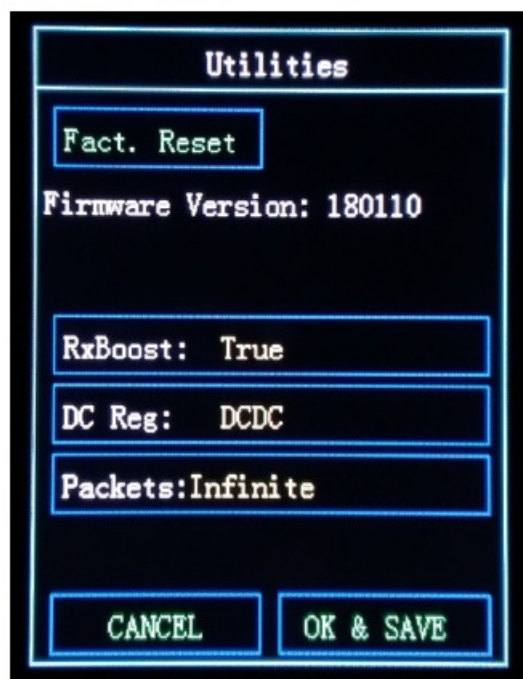 Utilities
Fact. Reset
Firmware Version: 180110
RxBoost: True
DC Reg: DCDC
Packets:Infinite
CANCEL OK & SAVE